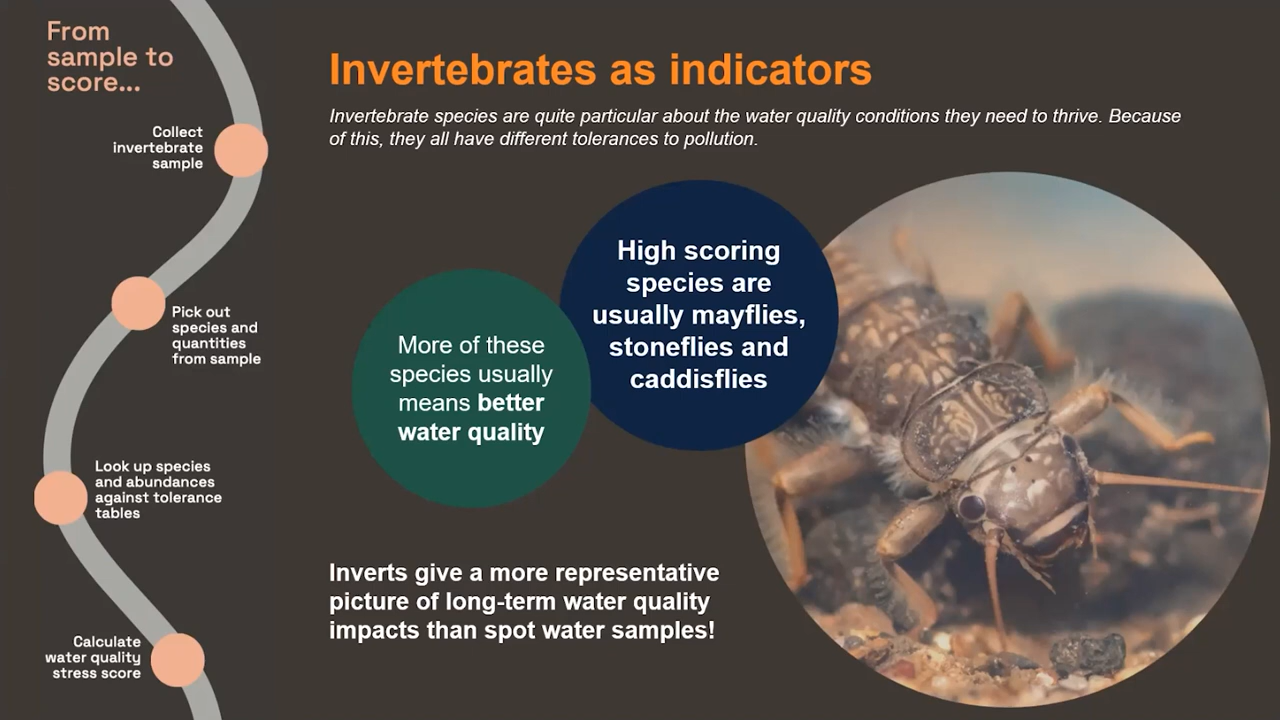 From
sample to
score...
Collect
invertebrate
sample
Pick out
species and
quantities
from sample
Look up species
and abundances
against tolerance
tables
Calculate
water quality
stress score
Invertebrates as indicators
Invertebrate species are quite particular about the water quality conditions they need to thrive. Because
of this, they all have different tolerances to pollution.
More of these
species usually
means better
water quality
High scoring
species are
usually mayflies,
stoneflies and
caddisflies
Inverts give a more representative
picture of long-term water quality
impacts than spot water samples!